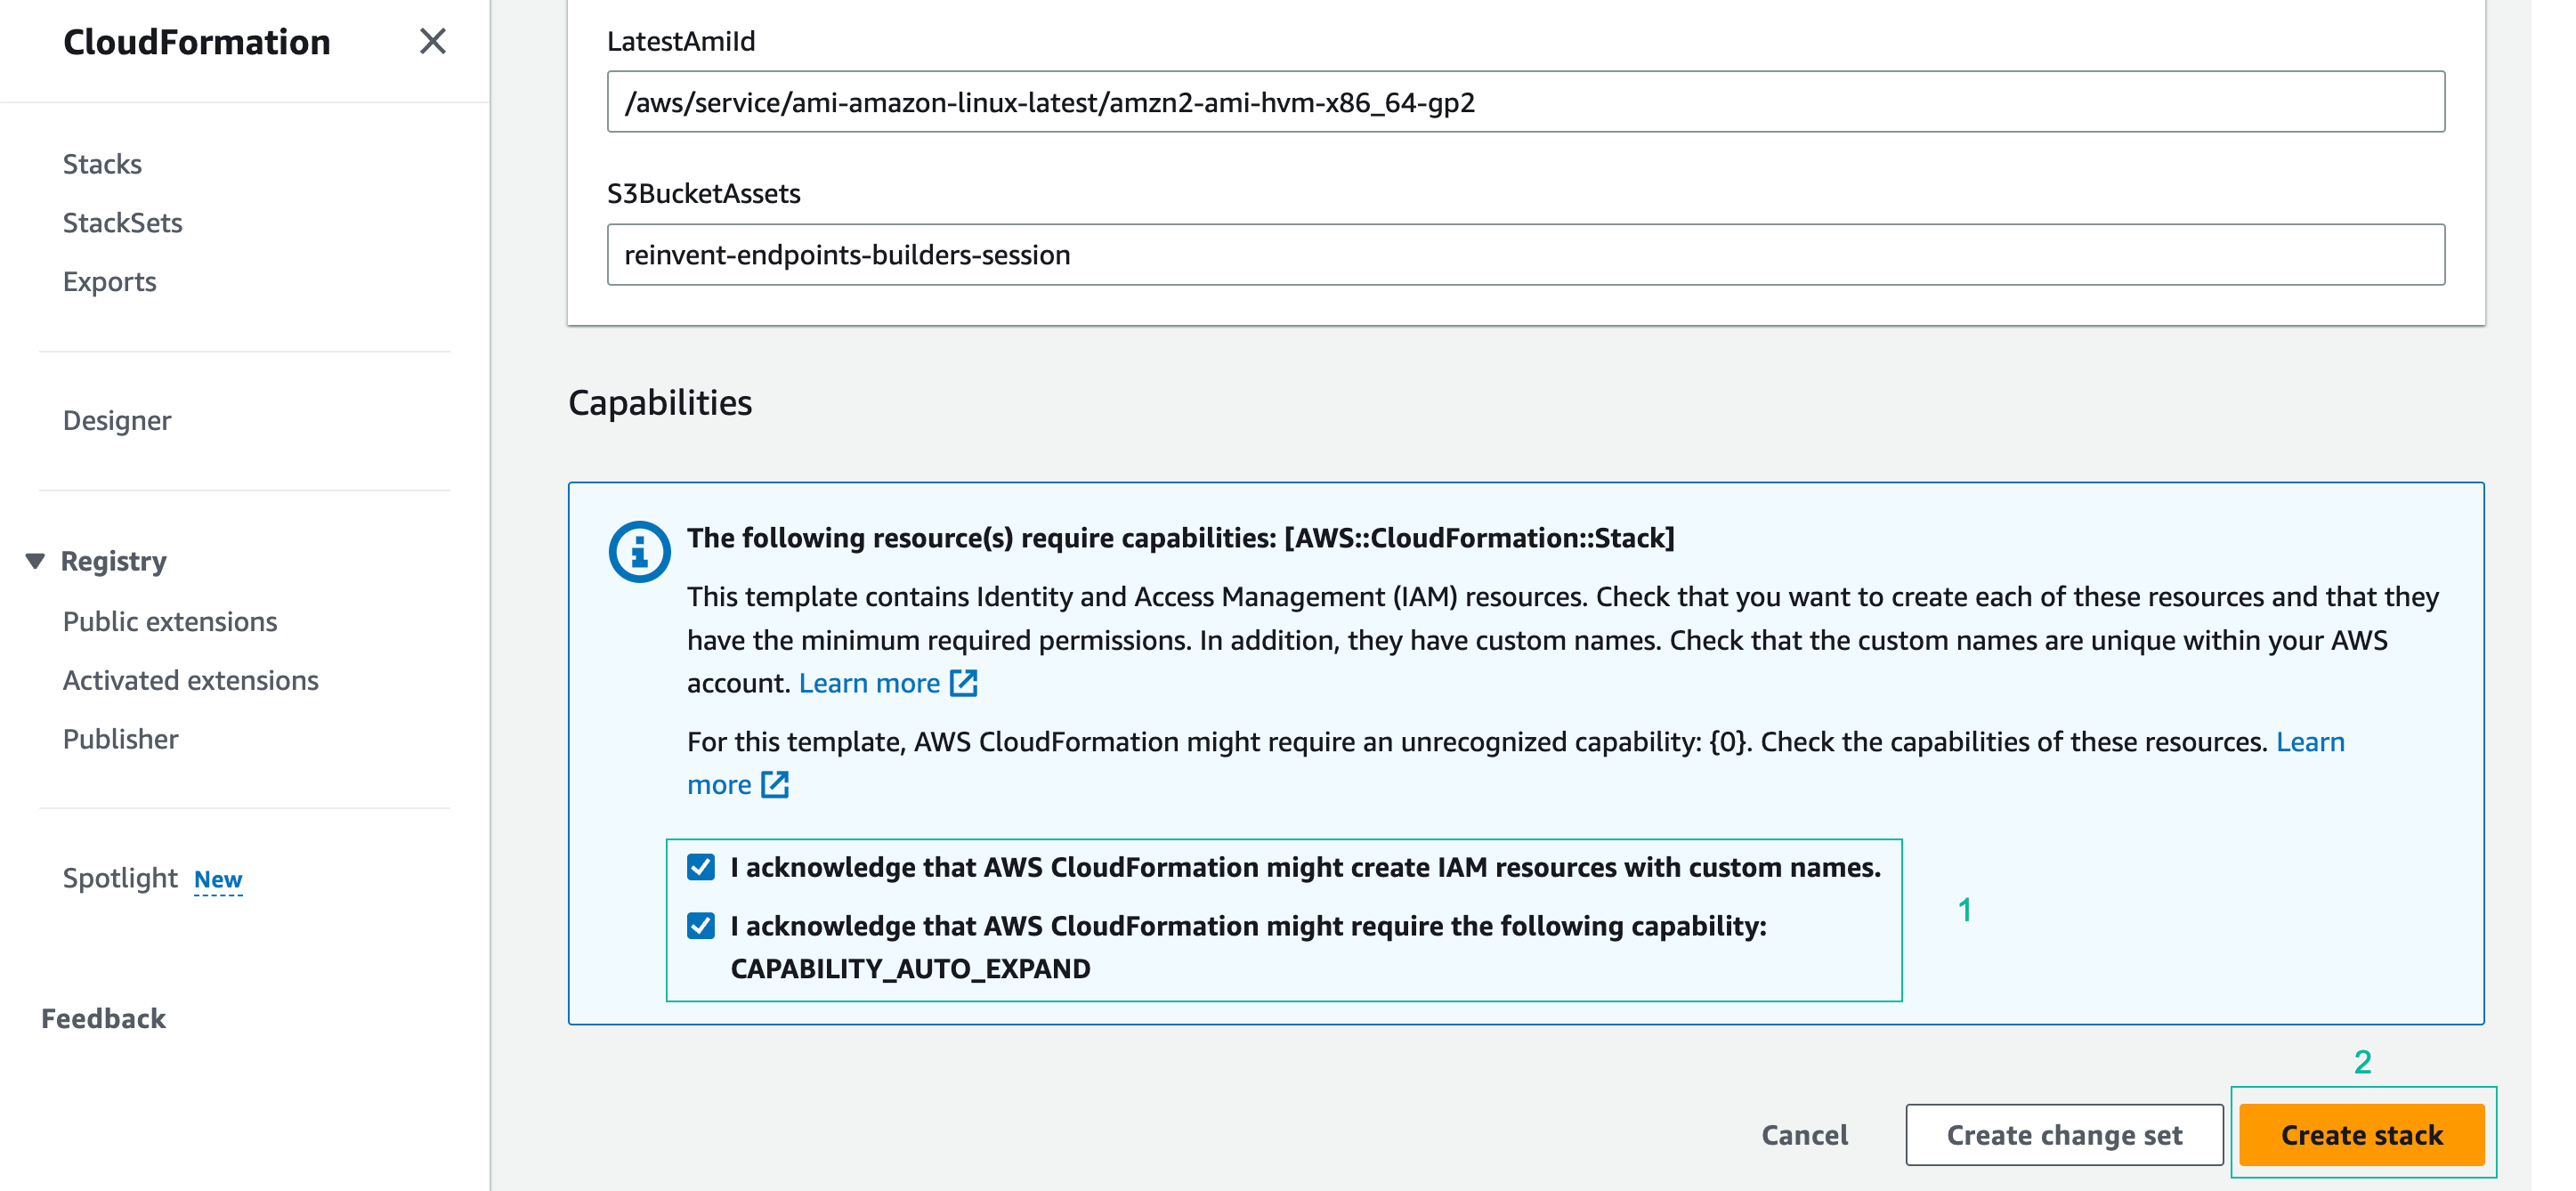 CloudFormation
Stacks
StackSets
Exports
Designer
Registry
Public extensions
Activated extensions
Publisher
Spotlight New
Feedback
LatestAmiId
/aws/service/ami-amazon-linux-latest/amzn2-ami-hvm-x86_64-gp2
S3BucketAssets
reinvent-endpoints-builders-session
Capabilities
The following resource(s) require capabilities: [AWS::CloudFormation::Stack]
This template contains Identity and Access Management (IAM) resources. Check that you want to create each of these resources and that they
have the minimum required permissions. In addition, they have custom names. Check that the custom names are unique within your AWS
account. Learn more
For this template, AWS CloudFormation might require an unrecognized capability: {0}. Check the capabilities of these resources. Learn
more
I acknowledge that AWS CloudFormation might create IAM resources with custom names.
I acknowledge that AWS CloudFormation might require the following capability:
CAPABILITY_AUTO_EXPAND
1
2
Cancel
Create change set
Create stack